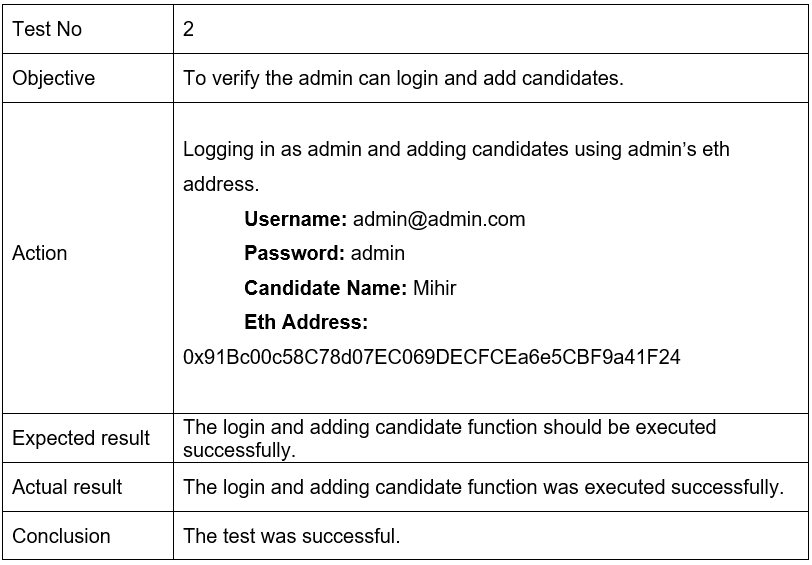 Test No 2
Objective To verify the admin can login and add candidates.
Action
Logging in as admin and adding candidates using admin’s eth
address.
Username: admin@admin.com
Password: admin
Candidate Name: Mihir
Eth Address:
0x91Bc00c58C78d07EC069DECFCEa6e5CBF9a41F24
Expected result
The login and adding candidate function should be executed
successfully.
Actual result The login and adding candidate function was executed successfully.
Conclusion The test was successful.